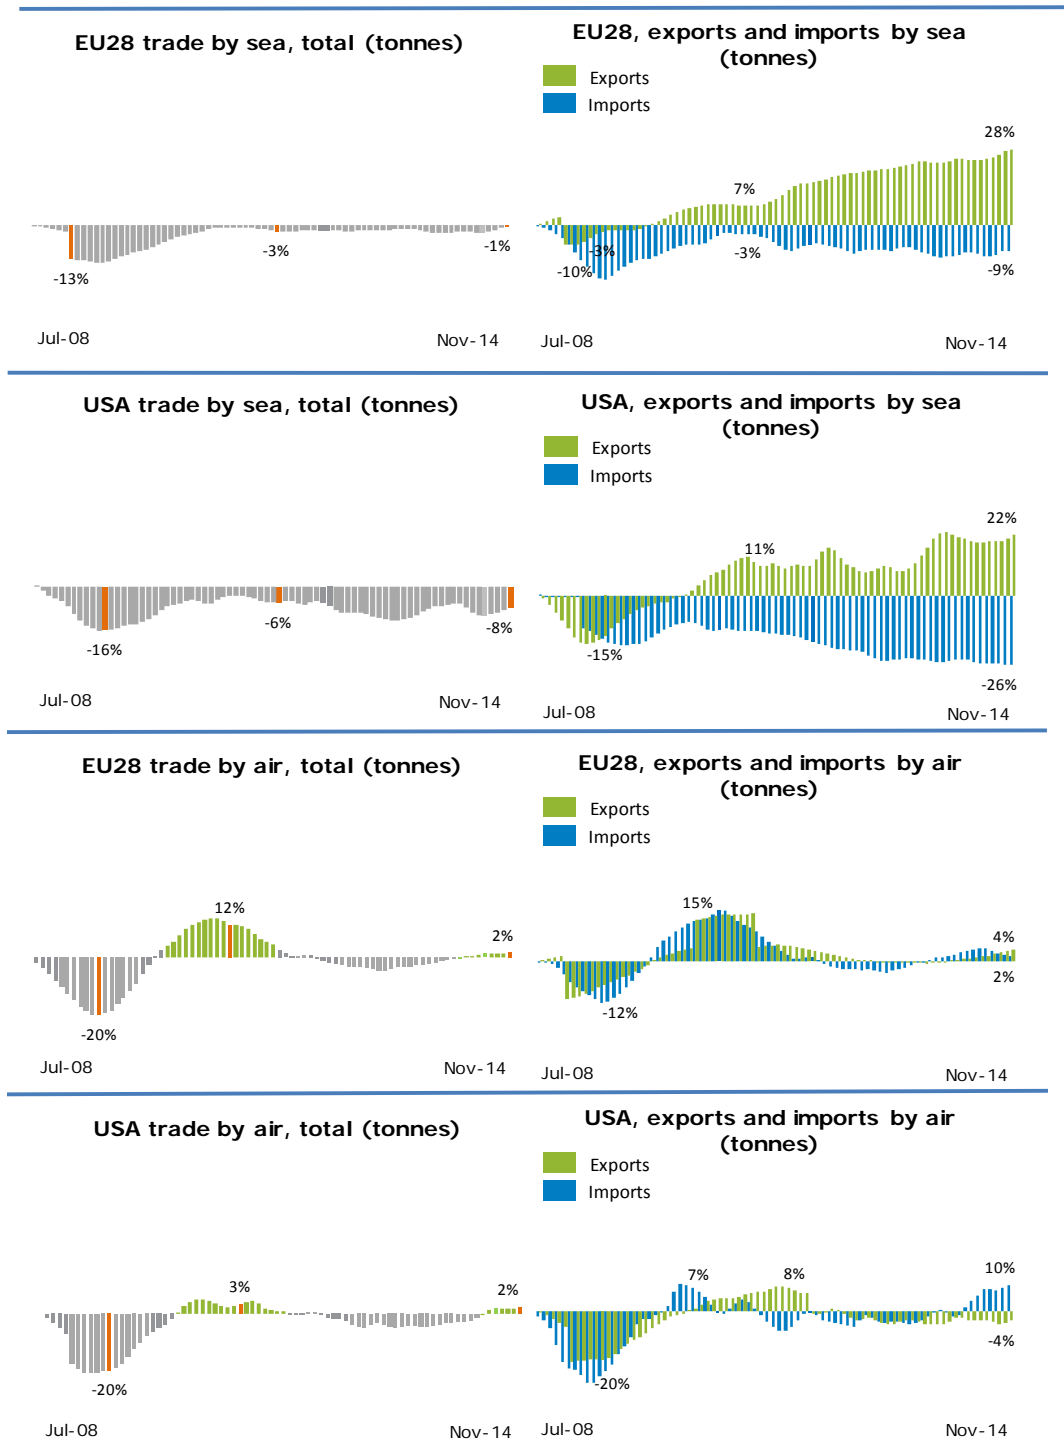 EU28 trade by sea, total (tonnes)
-13%
-3%
-1%
Jul-08
Nov-14
EU28, exports and imports by sea
(tonnes)
Exports
Imports
28%
7%
-3%
-10%
-3%
-9%
Jul-08
Nov-14
USA trade by sea, total (tonnes)
-16%
-6%
-8%
Jul-08
Nov-14
USA, exports and imports by sea
(tonnes)
Exports
Imports
22%
11%
-15%
-26%
Jul-08
Nov-14
EU28 trade by air, total (tonnes)
12%
2%
-20%
Jul-08
Nov-14
EU28, exports and imports by air
(tonnes)
Exports
Imports
15%
4%
2%
-12%
Jul-08
Nov-14
USA trade by air, total (tonnes)
3%
2%
-20%
Jul-08
Nov-14
USA, exports and imports by air
(tonnes)
Exports
Imports
10%
7%
8%
-4%
-20%
Jul-08
Nov-14